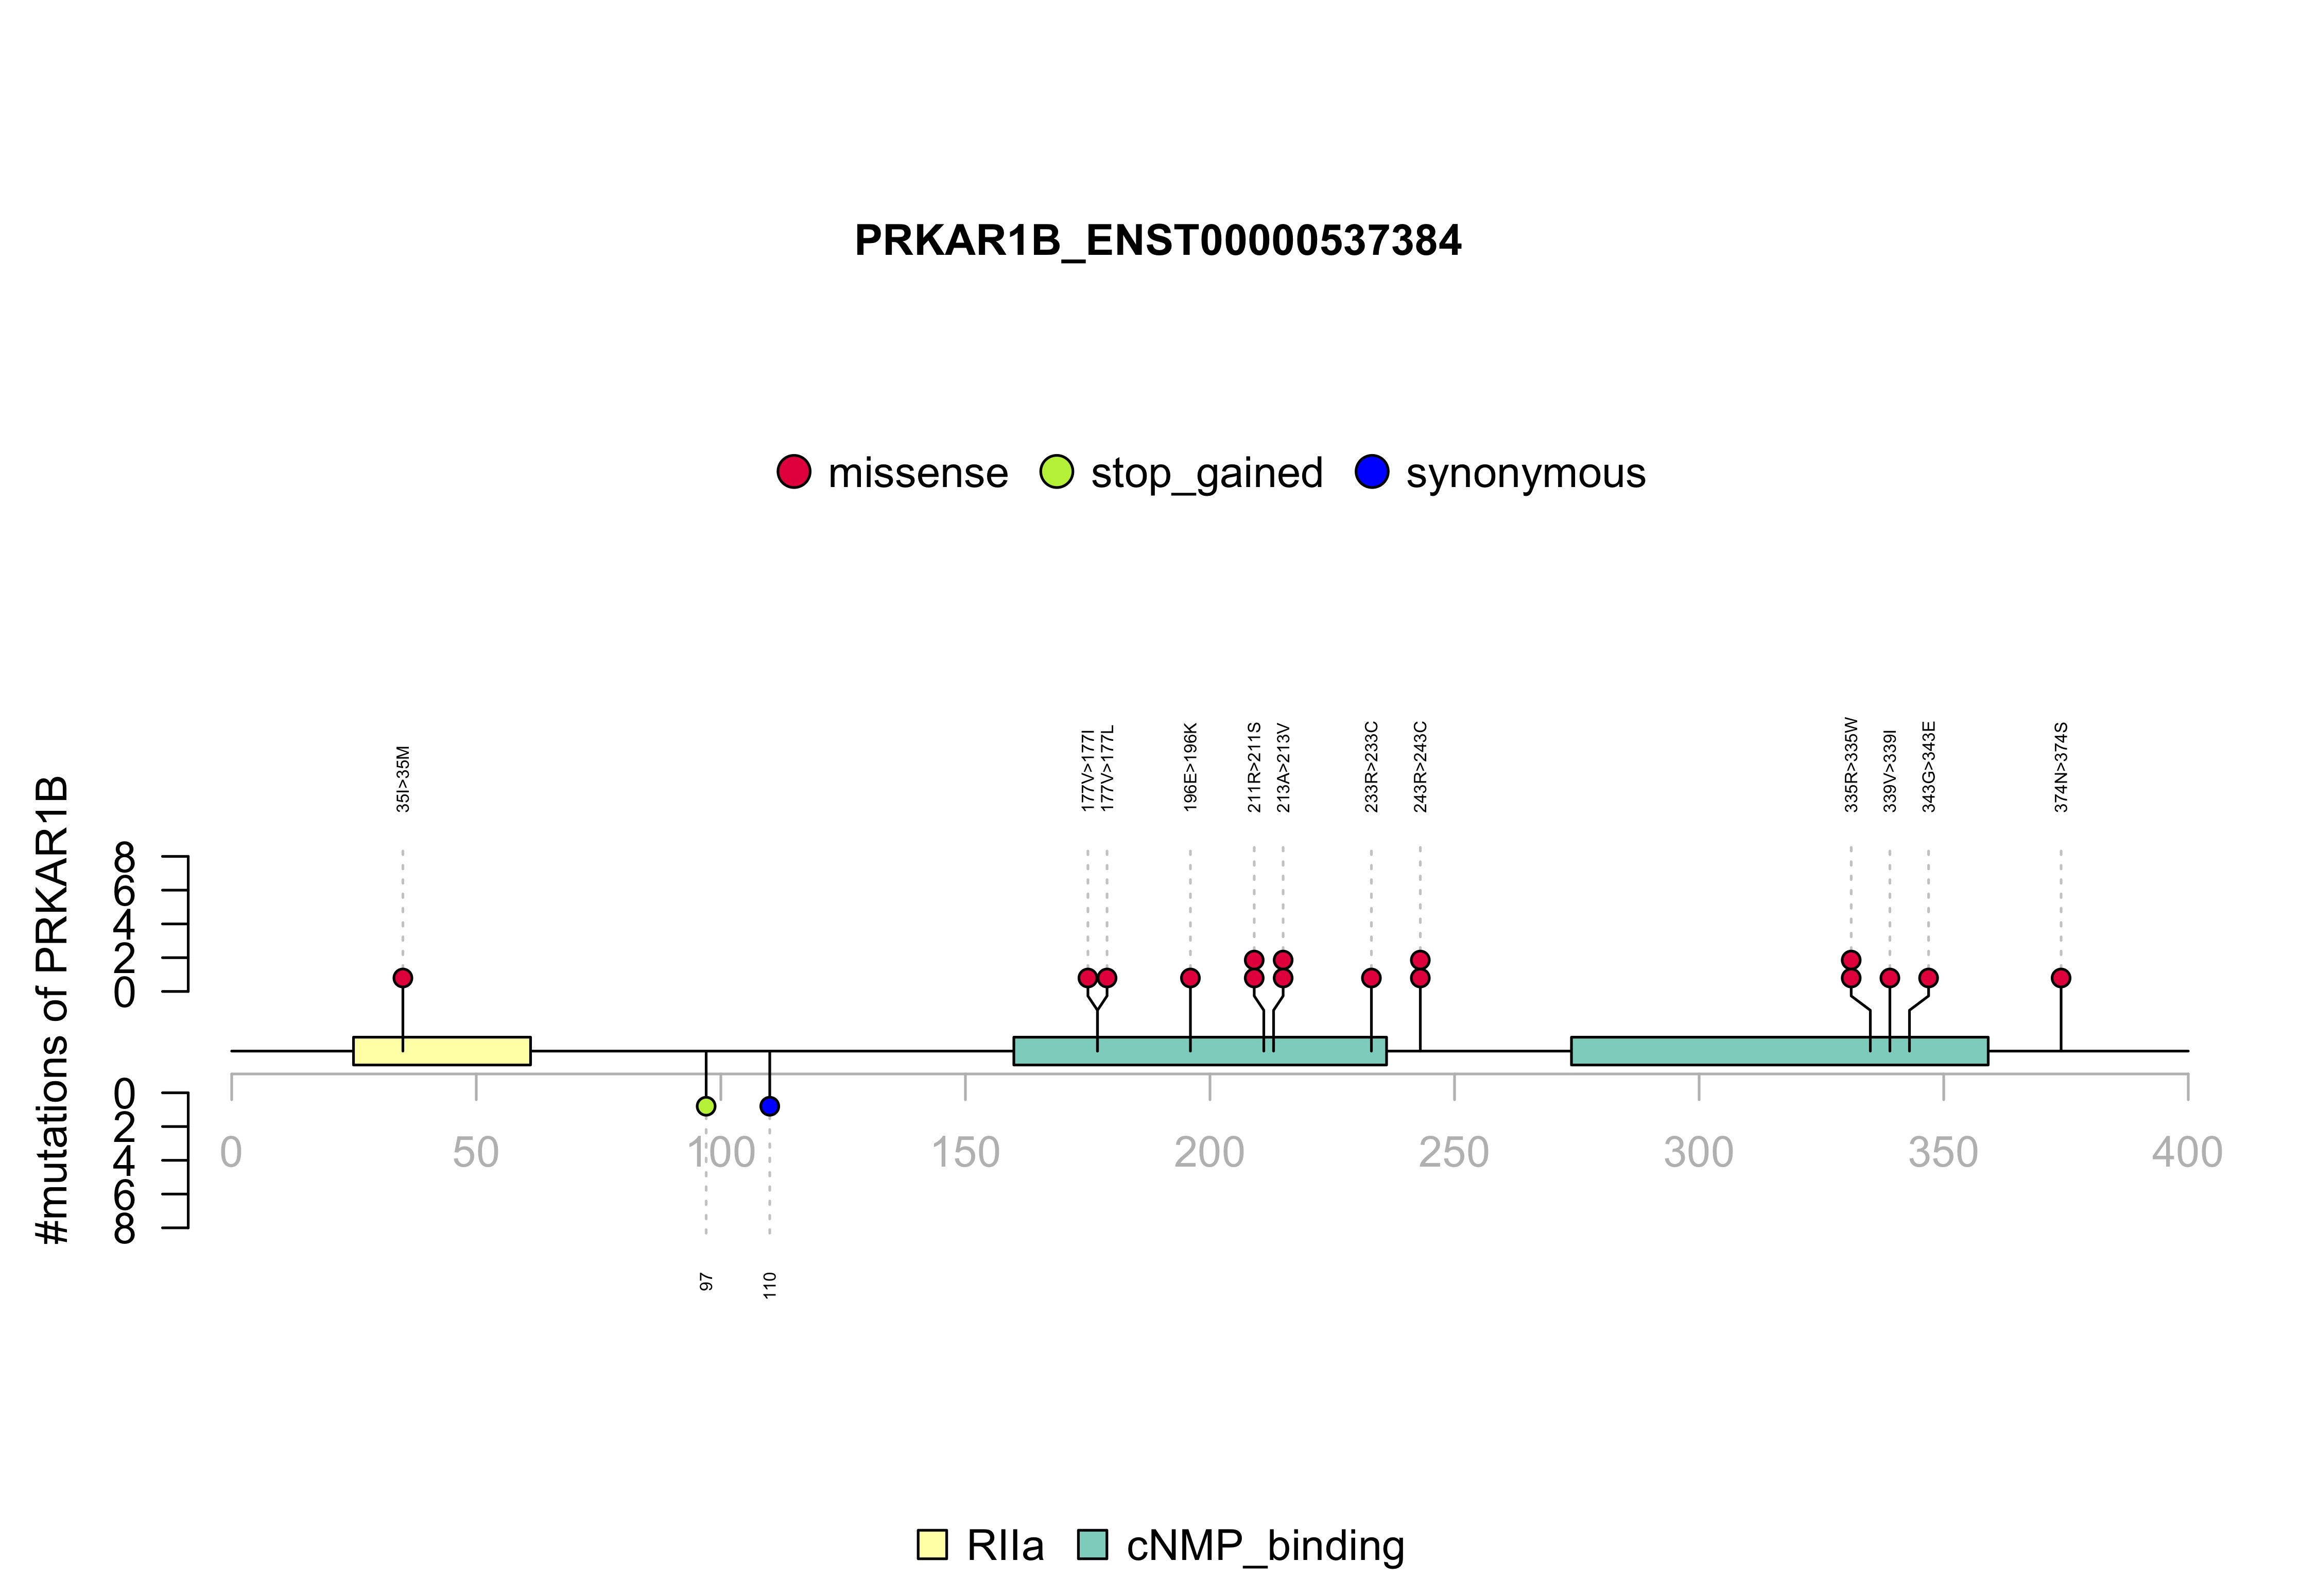 PRKAR1B_ENST00000537384
missense stop_gained synonymous
35I>35M
177V>177I
177V>177L
196E>196K
211R>211S
213A>213V
233R>233C
243R>243C
335R>335W
339V>339I
343G>343E
374N>374S
#mutations of PRKAR1B
8
6
4
2
0
0
2
4
6
8
0 50 100 150 200 250 300 350 400
97
110
RIIa cNMP_binding